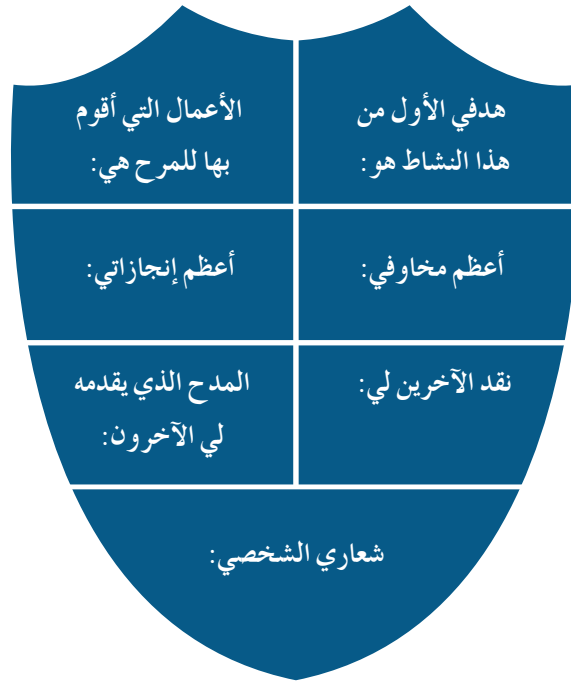 هدفي الأول من
هذا النشاط هو:
الأعمال التي أقوم
بها للمرح هي:
أعظم مخاوفي:
أعظم إنجازاتي:
نقد الآخرين لي:
المدح الذي يقدمه
لي الآخرون:
شعاري الشخصي: